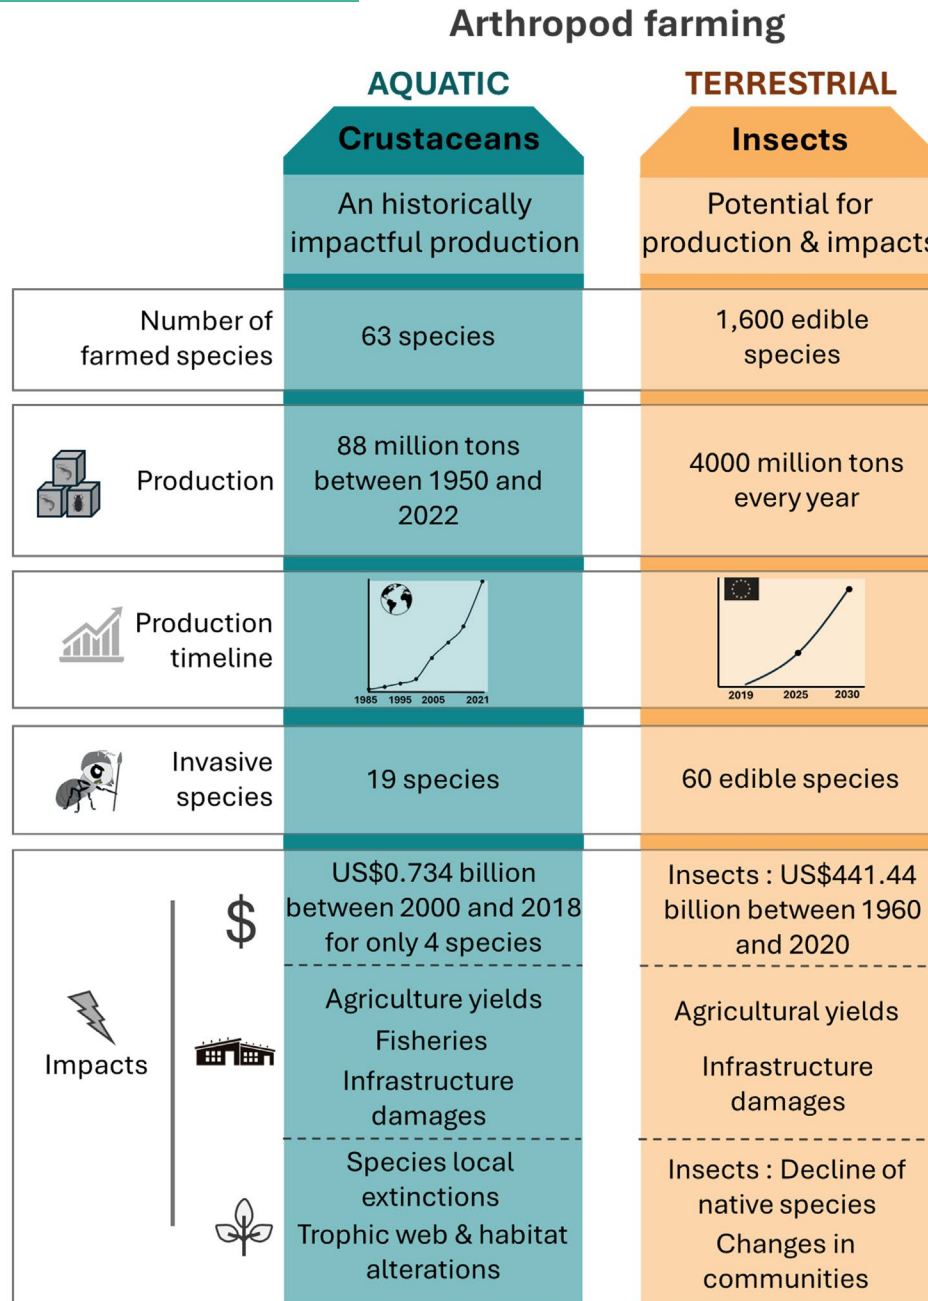 Arthropod farming
AQUATIC
TERRESTRIAL
Crustaceans
Insects
An historically
impactful production
Potential for
production & impacts
Number of
farmed species
63 species
1,600 edible
species
Production
88 million tons
between 1950 and
2022
4000 million tons
every year
Production
timeline
1985 1995 2005 2021
2019 2025 2030
Invasive
species
19 species
60 edible species
Impacts
$
US$0.734 billion
between 2000 and 2018
for only 4 species
Insects : US$441.44
billion between 1960
and 2020
Agriculture yields
Fisheries
Infrastructure
damages
Agricultural yields
Infrastructure
damages
Species local
extinctions
Trophic web & habitat
alterations
Insects : Decline of
native species
Changes in
communities